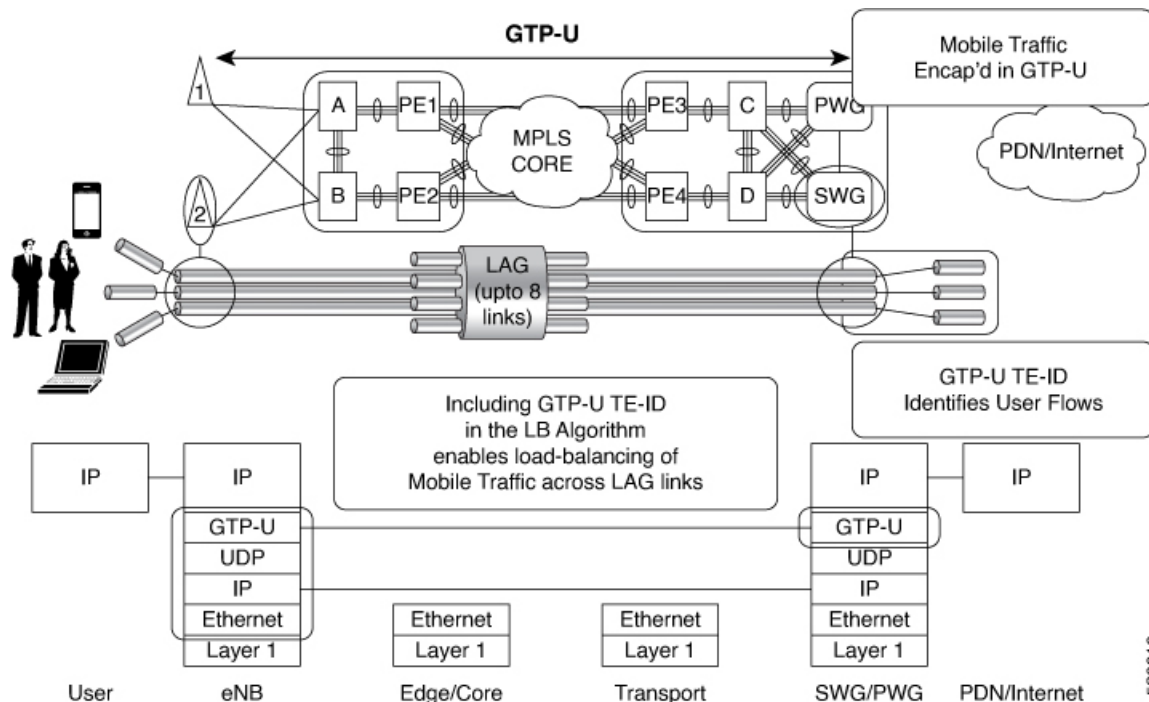 GTP-U
Mobile Traffic
Encap'd in GTP-U
1
A
PE1
PE3
C
PWG
MPLS
CORE
PDN/Internet
2
B
PE2
PE4
D
SWG
LAG
(upto 8
links)
GTP-U TE-ID
Identifies User Flows
Including GTP-U TE-ID
in the LB Algorithm
enables load-balancing of
Mobile Traffic across LAG links
IP
IP
IP
IP
GTP-U
GTP-U
UDP
UDP
IP
IP
Ethernet
Ethernet
Ethernet
Ethernet
Layer 1
Layer 1
Layer 1
Layer 1
User
eNB
Edge/Core
Transport
SWG/PWG
PDN/Internet